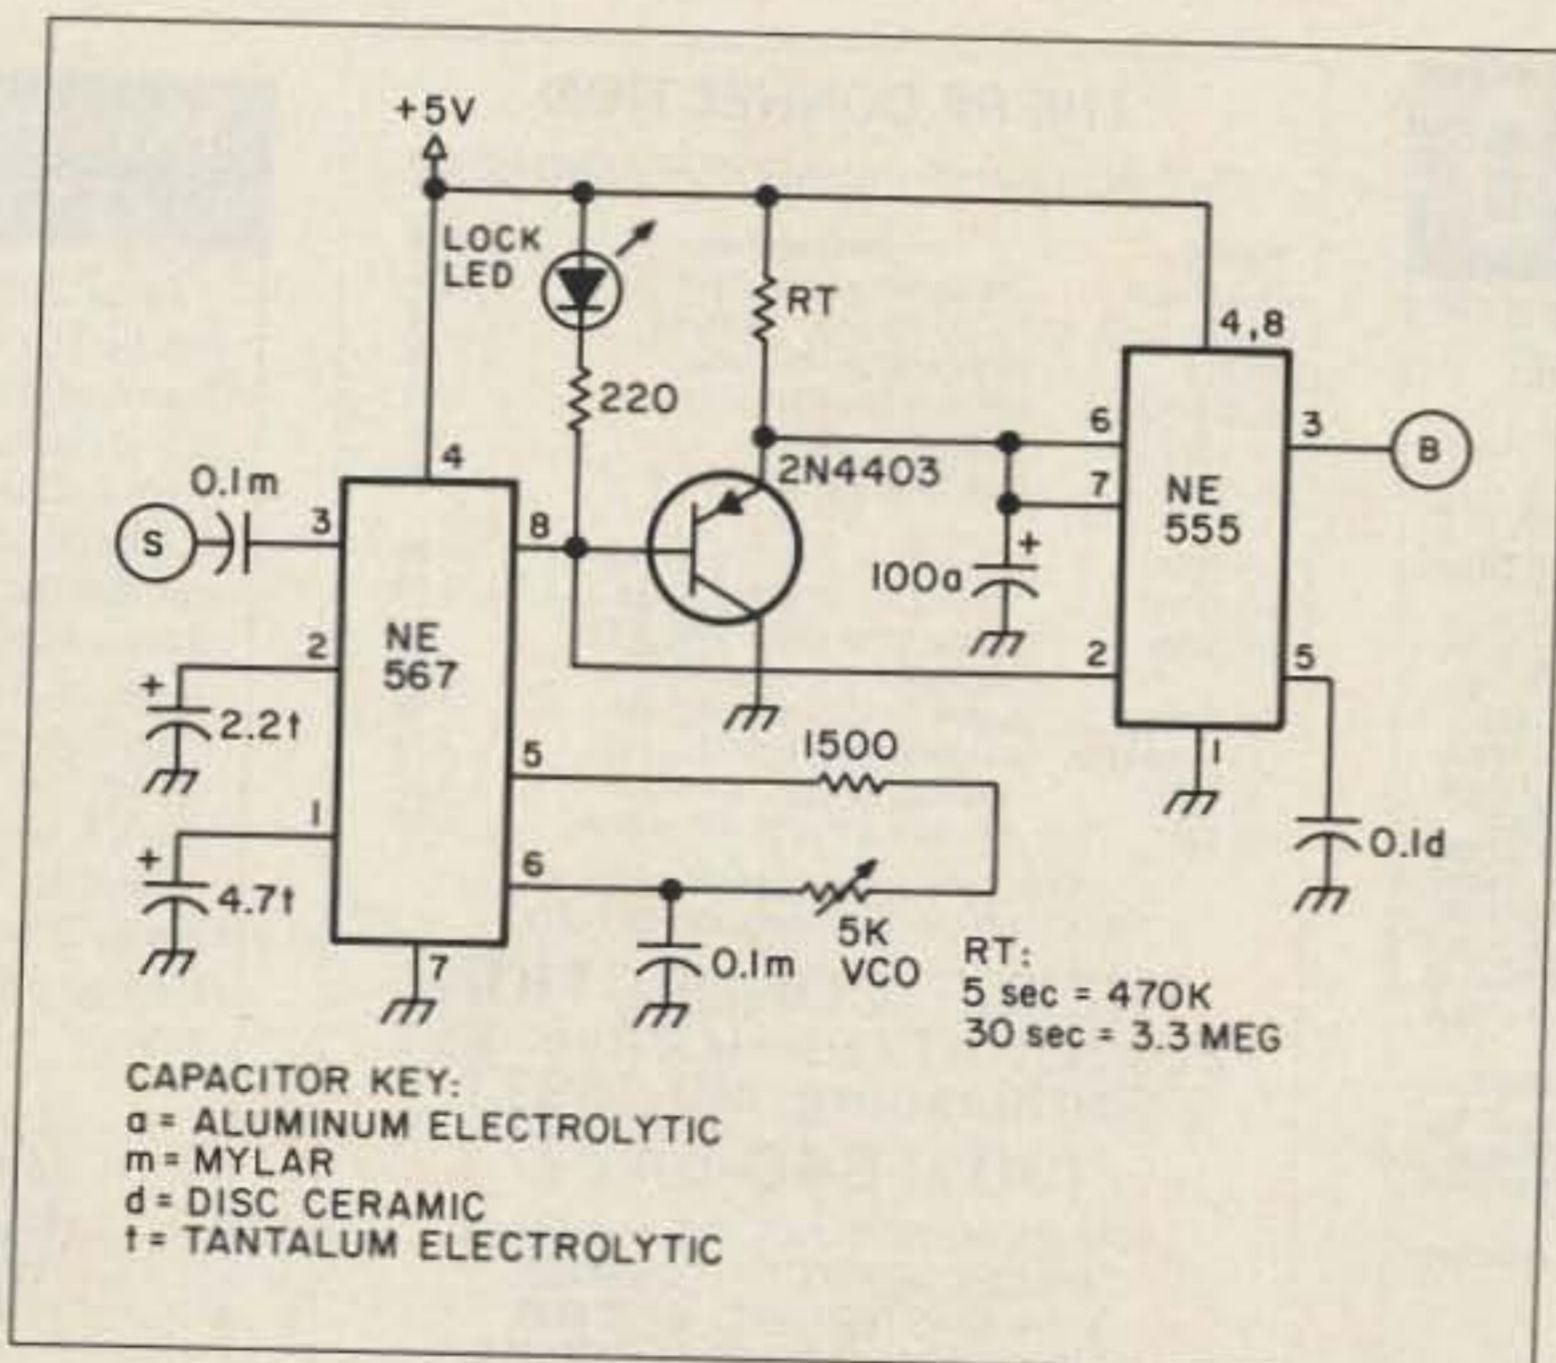 +5V
LOCK
LED
RT
4,8
220
6
3
B
2N4403
4
0.1m
3
8
7
NE
555
S
+
100a
NE
567
2
2
5
+
2.2t
1500
5
1
1
+
4.7t
6
0.1d
5K
VCO
7
0.1m
RT:
5 sec = 470K
30 sec = 3.3 MEG
CAPACITOR KEY:
a = ALUMINUM ELECTROLYTIC
m = MYLAR
d = DISC CERAMIC
t = TANTALUM ELECTROLYTIC